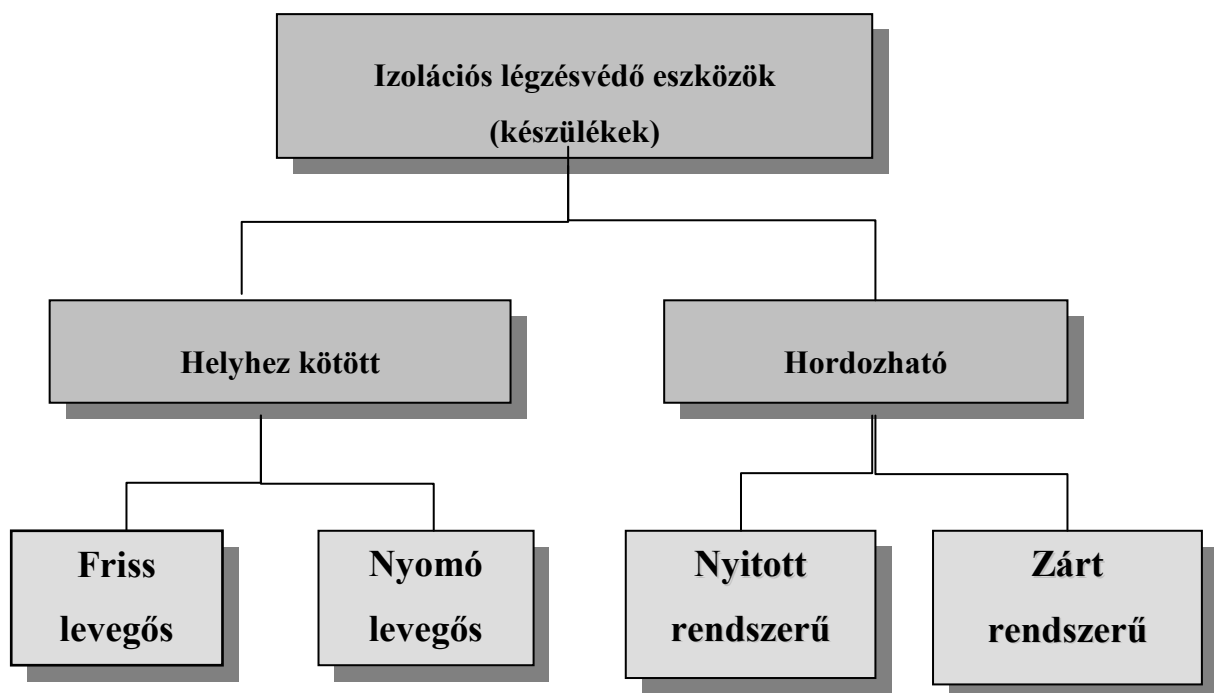 Izolációs légzésvédő eszközök
(készülékek)
Helyhez kötött
Hordozható
Friss
levegős
Nyomó
levegős
Nyitott
rendszerű
Zárt
rendszerű